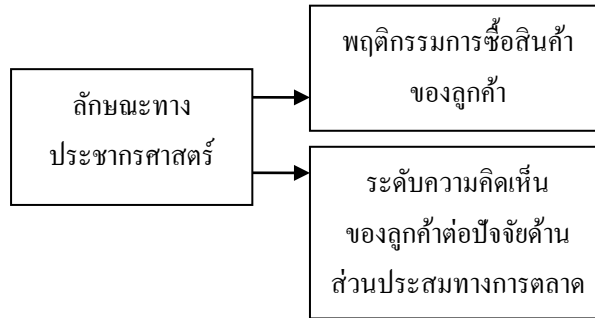 ลักษณะทาง
ประชากรศาสตร์
พฤติกรรมการซื้อสินค้า
ของลูกค้า
ระดับความคิดเห็น
ของลูกค้าต่อปัจจัยด้าน
ส่วนประสมทางการตลาด